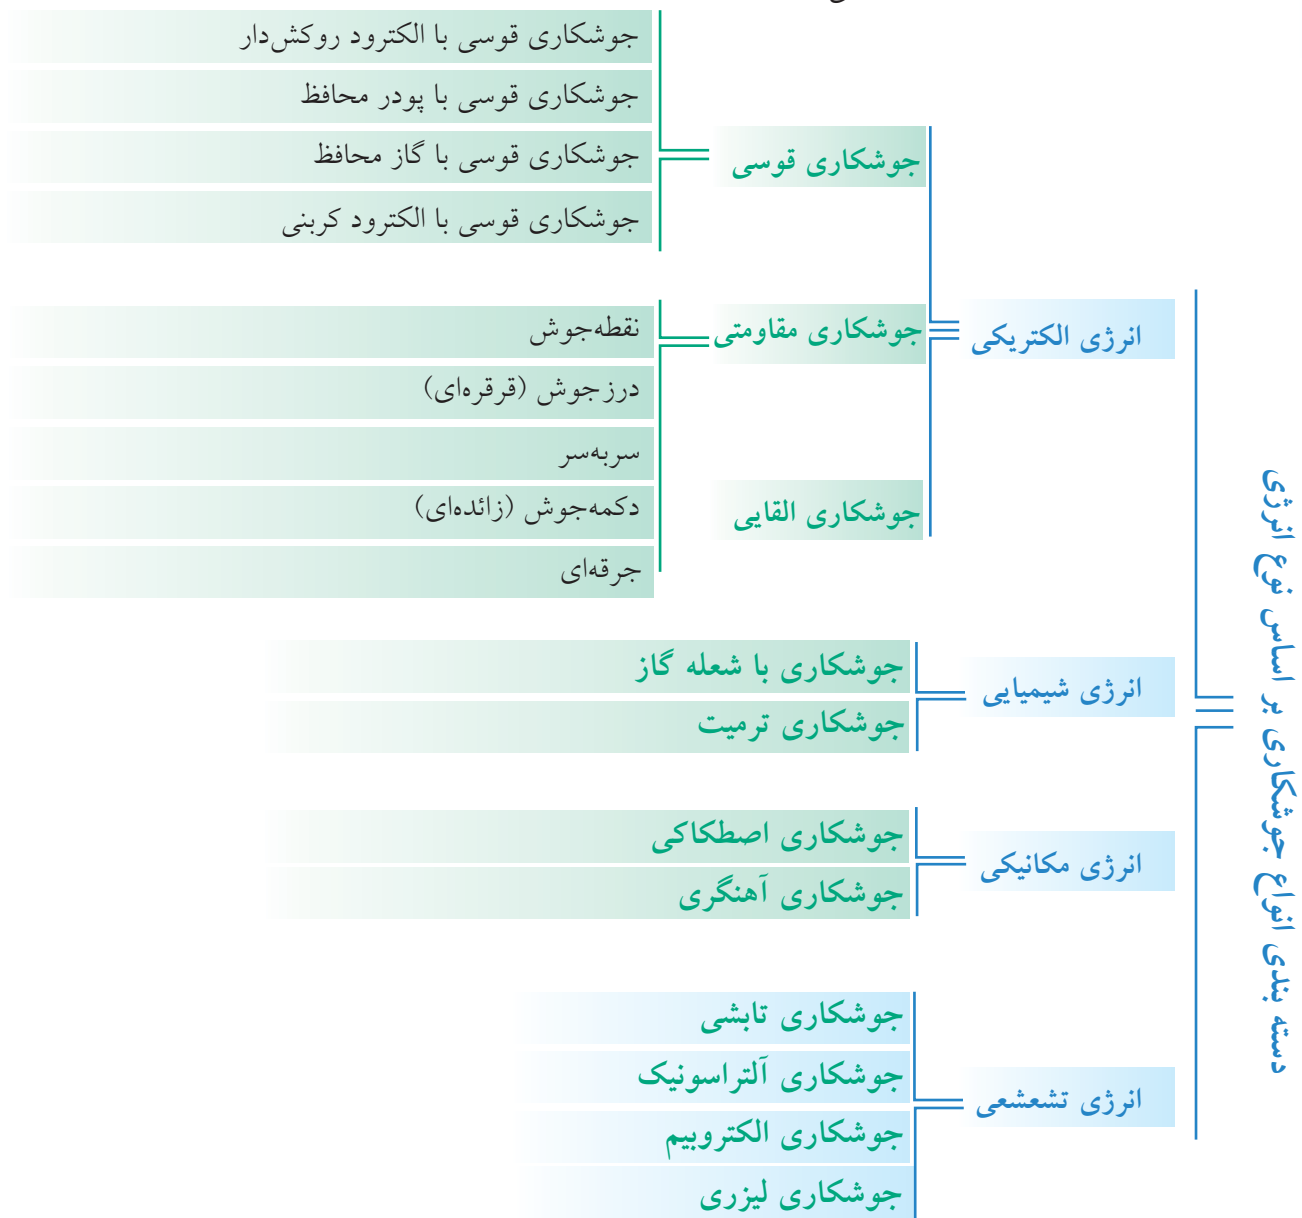 دسته بندی انواع جوشکاری بر اساس نوع انرژی
انرژی الکتریکی
جوشکاری قوسی
جوشکاری قوسی با الکترود روکش‌دار
جوشکاری قوسی با پودر محافظ
جوشکاری قوسی با گاز محافظ
جوشکاری قوسی با الکترود کربنی
جوشکاری مقاومتی
نقطه‌جوش
درزجوش (قرقره‌ای)
سربه‌سر
دکمه‌جوش (زائده‌ای)
جرقه‌ای
جوشکاری القایی
انرژی شیمیایی
جوشکاری با شعله گاز
جوشکاری ترمیت
انرژی مکانیکی
جوشکاری اصطکاکی
جوشکاری آهنگری
انرژی تشعشعی
جوشکاری تابشی
جوشکاری آلتراسونیک
جوشکاری الکتروبیم
جوشکاری لیزری